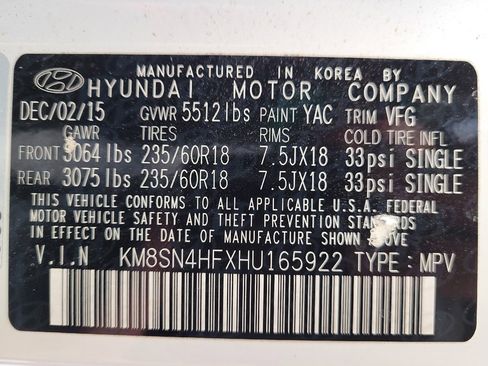 MANUFACTURED IN KOREA BY
HYUNDAI MOTOR COMPANY
DEC/02/15 GVWR 5512lbs PAINT YAC TRIM VFG
GAWR TIRES RIMS COLD TIRE INFL
FRONT 3064lbs 235/60R18 7.5JX18 33psi SINGLE
REAR 3075lbs 235/60R18 7.5JX18 33psi SINGLE
THIS VEHICLE CONFORMS TO ALL APPLICABLE U.S.A. FEDERAL
MOTOR VEHICLE SAFETY AND THEFT PREVENTION STANDARDS
IN EFFECT ON THE DATE OF MANUFACTURE SHOWN ABOVE.
V.I.N KM8SN4HFXHU165922 TYPE: MPV